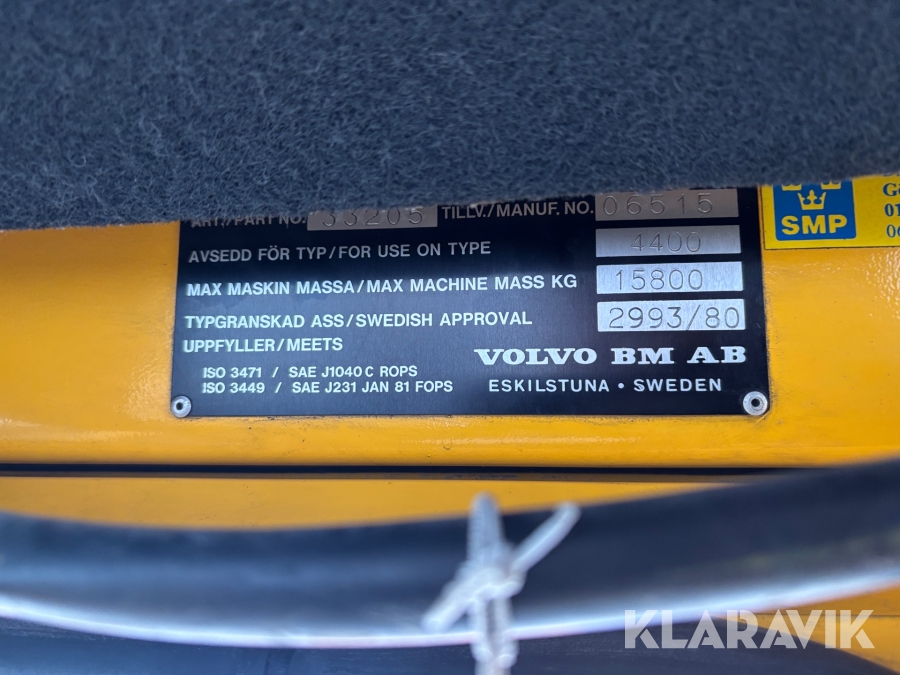 ART./PART NO. 33205 TILLV./MANUF. NO. 06515
AVSEDD FÖR TYP/FOR USE ON TYPE 4400
MAX MASKIN MASSA/MAX MACHINE MASS KG 15800
TYPGRANSKAD ASS/SWEDISH APPROVAL 2993/80
UPPFYLLER/MEETS
VOLVO BM AB
ISO 3471 / SAE J1040 C ROPS
ISO 3449 / SAE J231 JAN 81 FOPS
ESKILSTUNA • SWEDEN
SMP
KLARAVIK